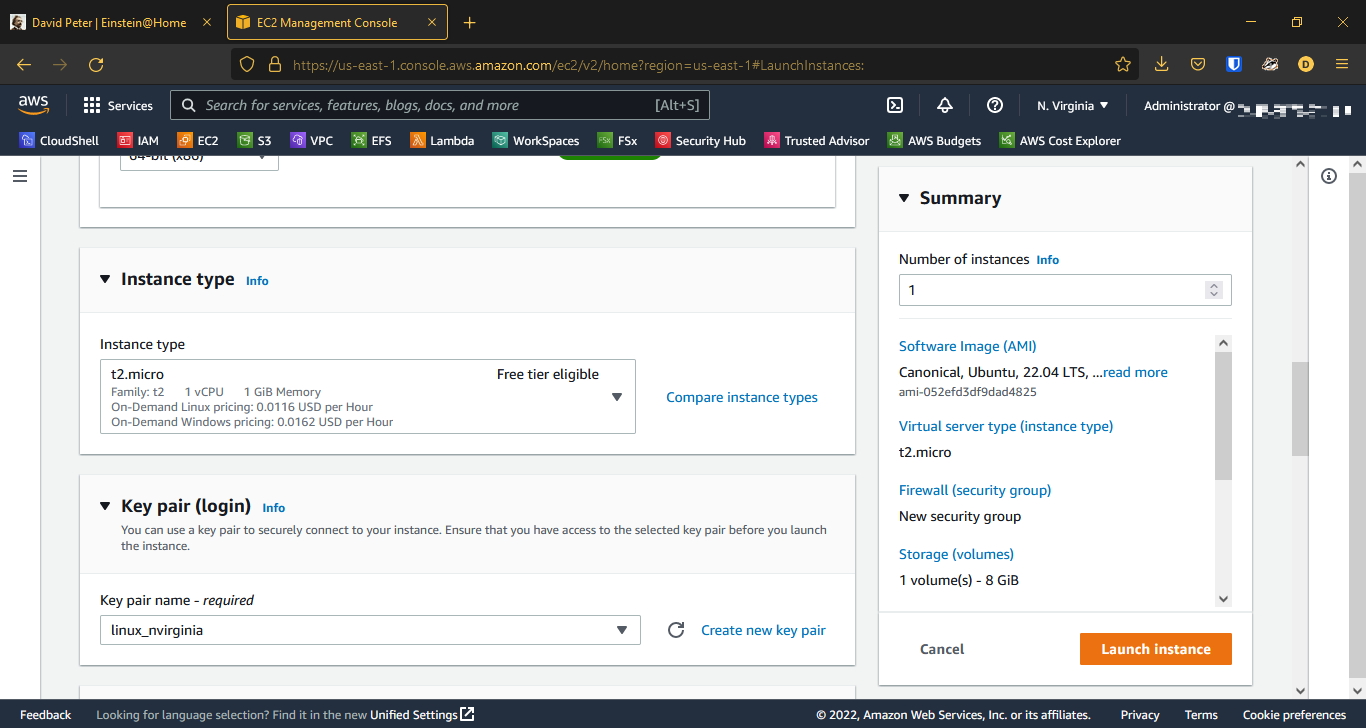 David Peter | Einstein@Home
EC2 Management Console
https://us-east-1.console.aws.amazon.com/ec2/v2/home?region=us-east-1#LaunchInstances:
D
aws
Services
Search for services, features, blogs, docs, and more
[Alt+S]
N. Virginia
Administrator @
CloudShell
IAM
EC2
S3
VPC
EFS
Lambda
WorkSpaces
FSx
Security Hub
Trusted Advisor
AWS Budgets
AWS Cost Explorer
64-bit (x86)
Instance type Info
Instance type
t2.micro
Free tier eligible
Family: t2 1 vCPU 1 GiB Memory
On-Demand Linux pricing: 0.0116 USD per Hour
On-Demand Windows pricing: 0.0162 USD per Hour
Compare instance types
Key pair (login) Info
You can use a key pair to securely connect to your instance. Ensure that you have access to the selected key pair before you launch
the instance.
Key pair name - required
linux_nvirginia
Create new key pair
Summary
Number of instances Info
1
Software Image (AMI)
Canonical, Ubuntu, 22.04 LTS, ...read more
ami-052efd3df9dad4825
Virtual server type (instance type)
t2.micro
Firewall (security group)
New security group
Storage (volumes)
1 volume(s) - 8 GiB
Cancel
Launch instance
Feedback
Looking for language selection? Find it in the new Unified Settings
© 2022, Amazon Web Services, Inc. or its affiliates.
Privacy
Terms
Cookie preferences